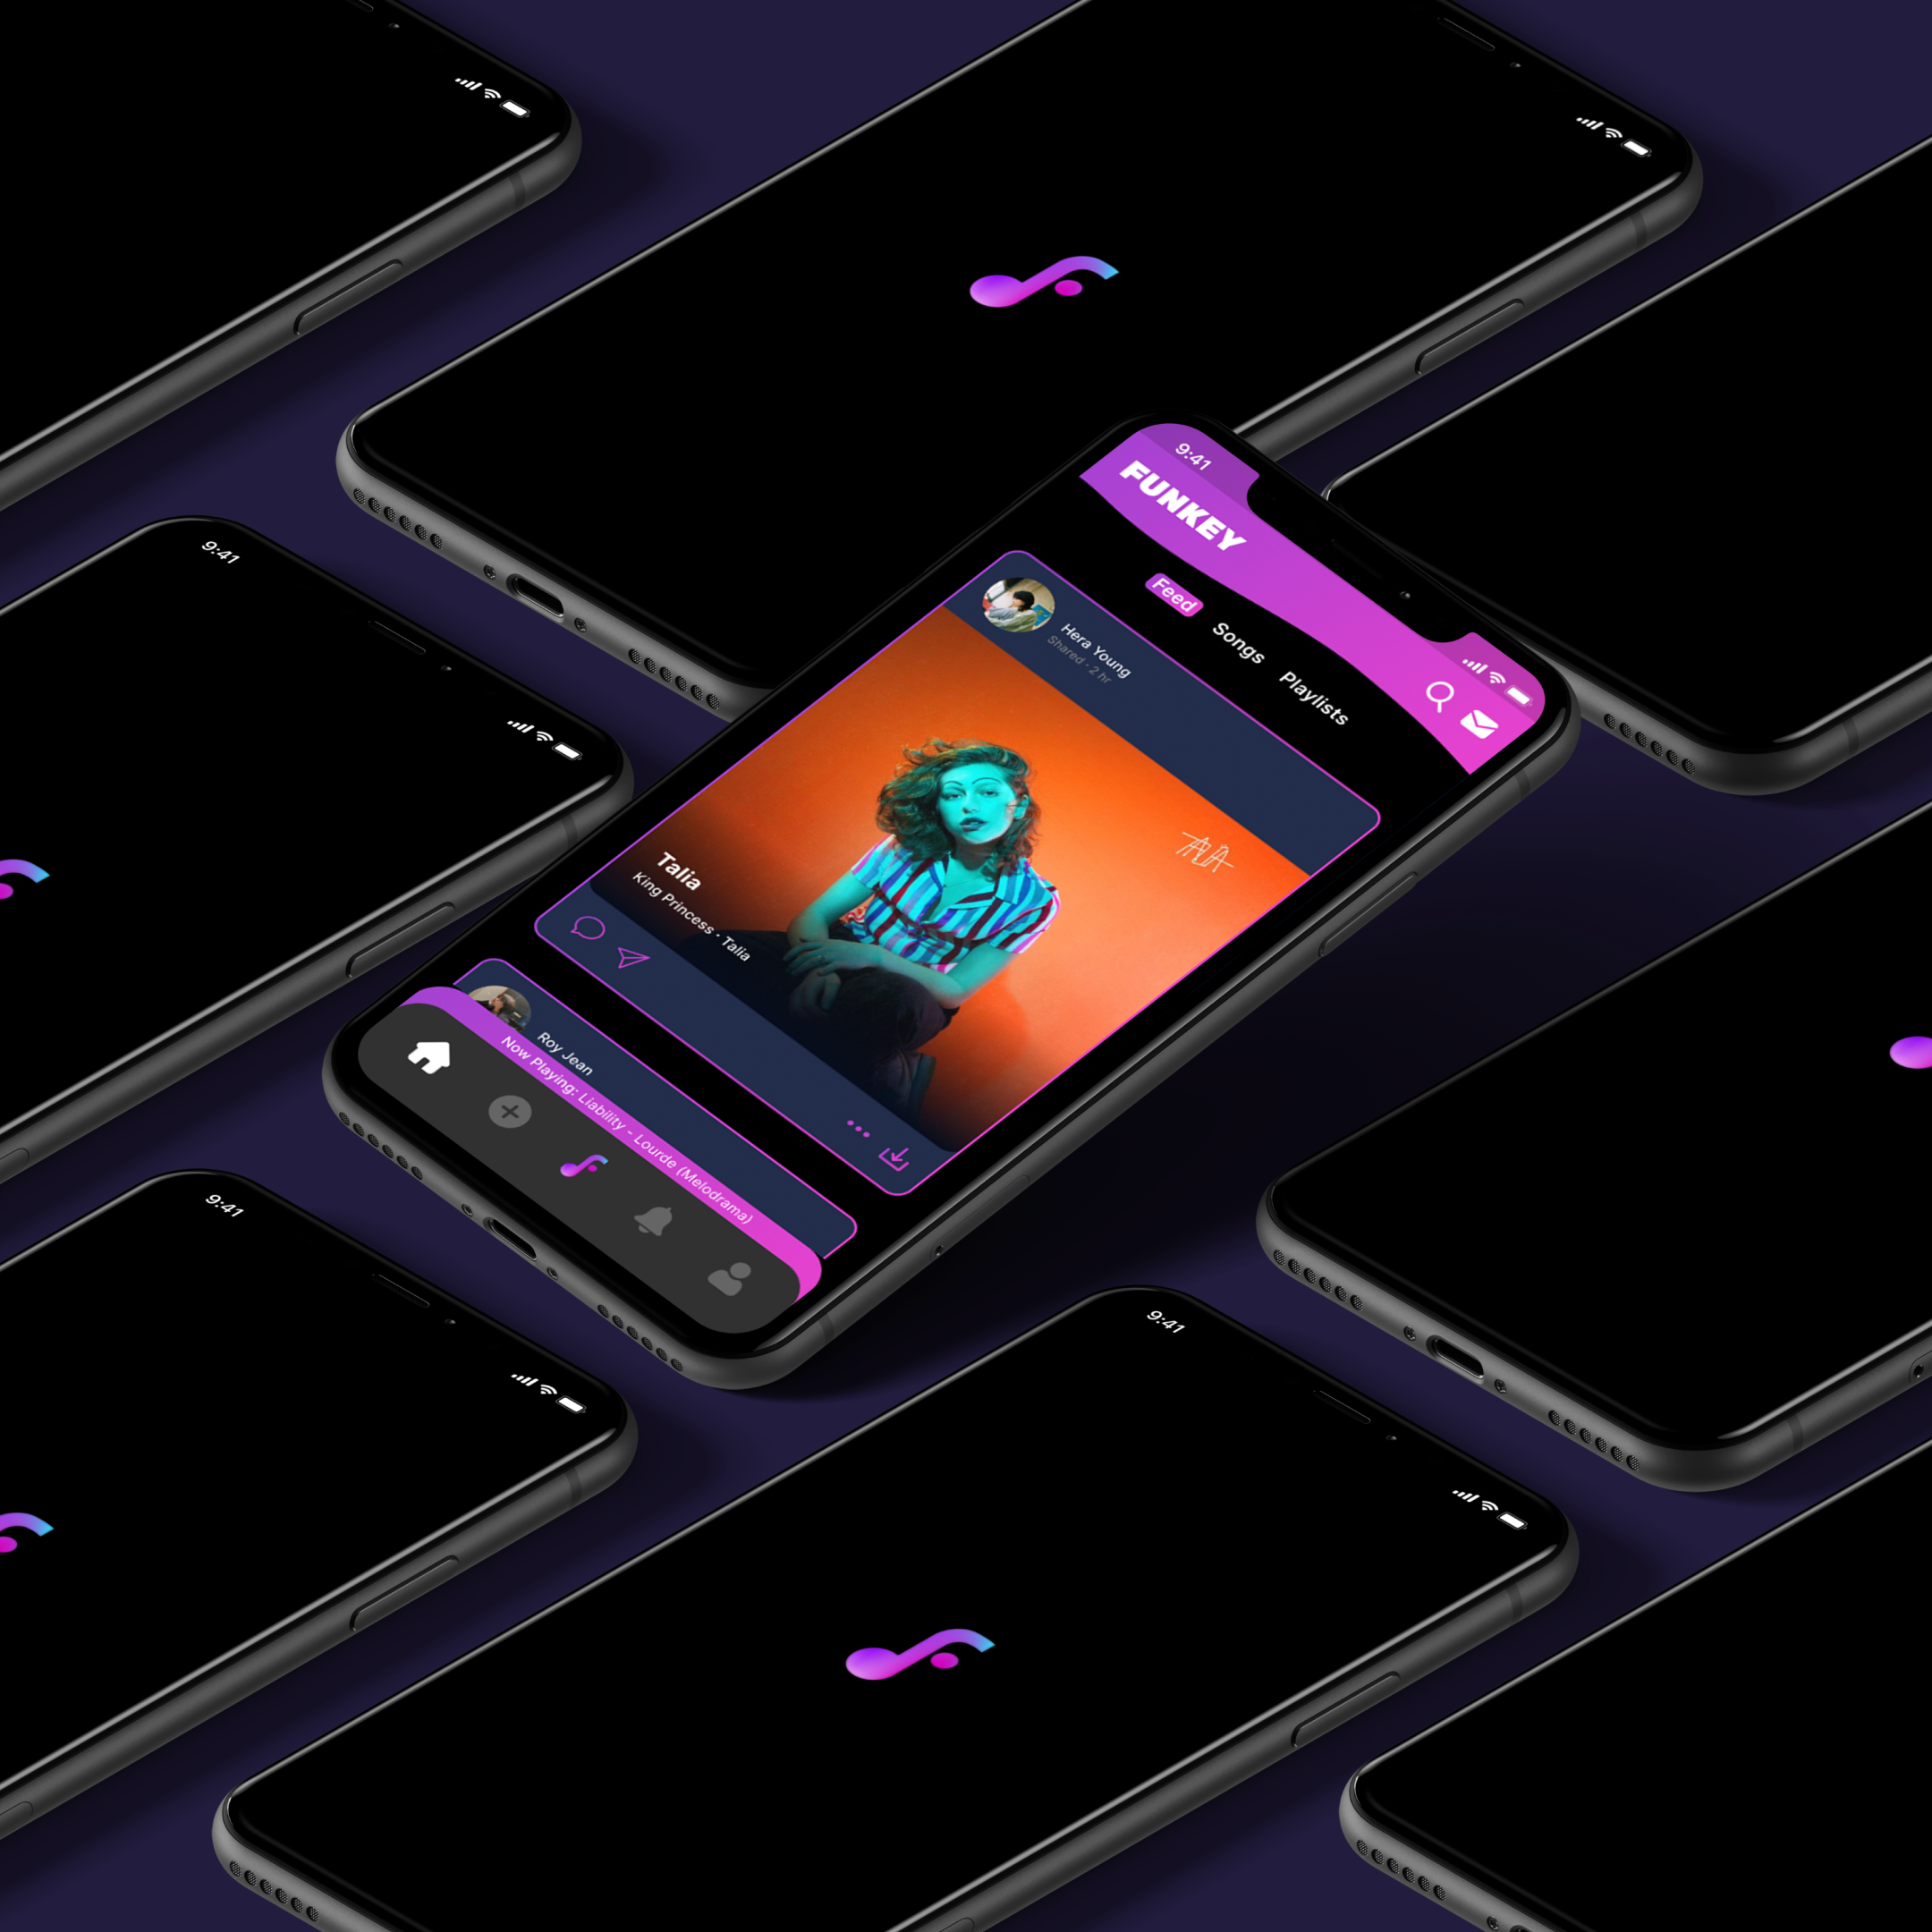 9:41
FUNKEY
Feed
Songs
Playlists
Hera Young
Shared · 2 hr
Talia
King Princess · Talia
Roy Jean
Now Playing: Liability - Lourde (Melodrama)
9:41
9:41
9:41